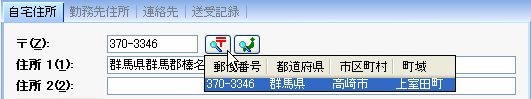 自宅住所 勤務先住所 連絡先 送受記録
〒(Z): 370-3346 〒
住所 1(1): 群馬県群馬郡榛名
郵便番号 都道府県 市区町村 町域
370-3346 群馬県 高崎市 上室田町
住所 2(2):